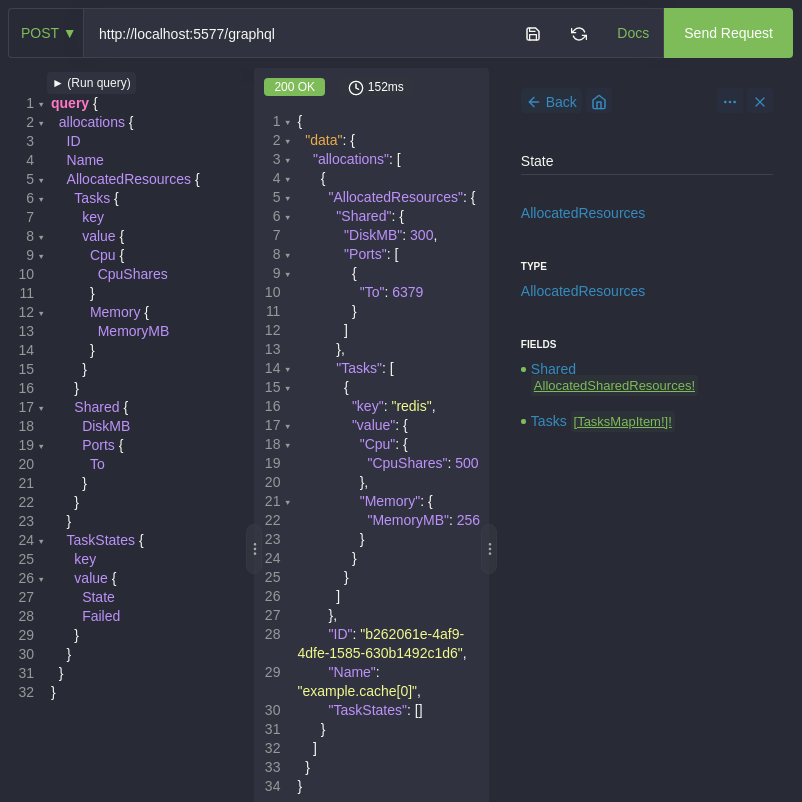 POST ▼ http://localhost:5577/graphql Docs Send Request
► (Run query)
1 ▾ query {
2 ▾ allocations {
3 ID
4 Name
5 ▾ AllocatedResources {
6 ▾ Tasks {
7 key
8 ▾ value {
9 ▾ Cpu {
10 CpuShares
11 }
12 ▾ Memory {
13 MemoryMB
14 }
15 }
16 }
17 ▾ Shared {
18 DiskMB
19 ▾ Ports {
20 To
21 }
22 }
23 }
24 ▾ TaskStates {
25 key
26 ▾ value {
27 State
28 Failed
29 }
30 }
31 }
32 }
200 OK 152ms
1 ▾ {
2 ▾ "data": {
3 ▾ "allocations": [
4 ▾ {
5 ▾ "AllocatedResources": {
6 ▾ "Shared": {
7 "DiskMB": 300,
8 ▾ "Ports": [
9 ▾ {
10 "To": 6379
11 }
12 ]
13 },
14 ▾ "Tasks": [
15 ▾ {
16 "key": "redis",
17 ▾ "value": {
18 ▾ "Cpu": {
19 "CpuShares": 500
20 },
21 ▾ "Memory": {
22 "MemoryMB": 256
23 }
24 }
25 }
26 ]
27 },
28 "ID": "b262061e-4af9-
4dfe-1585-630b1492c1d6",
29 "Name":
"example.cache[0]",
30 "TaskStates": []
31 }
32 ]
33 }
34 }
Back
State
AllocatedResources
TYPE
AllocatedResources
FIELDS
Shared
AllocatedSharedResources!
Tasks [TasksMapItem!]!